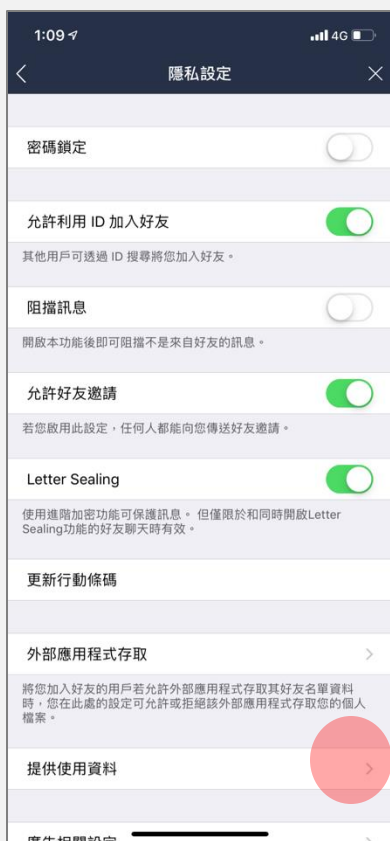 1:09 4G
隱私設定
密碼鎖定
允許利用 ID 加入好友
其他用戶可透過 ID 搜尋將您加入好友。
阻擋訊息
開啟本功能後即可阻擋不是來自好友的訊息。
允許好友邀請
若您啟用此設定，任何人都能向您傳送好友邀請。
Letter Sealing
使用進階加密功能可保護訊息。 但僅限於和同時開啟Letter
Sealing功能的好友聊天時有效。
更新行動條碼
外部應用程式存取
將您加入好友的用戶若允許外部應用程式存取其好友名單資料
時，您在此處的設定可允許或拒絕該外部應用程式存取您的個人
檔案。
提供使用資料
廣告相關設定